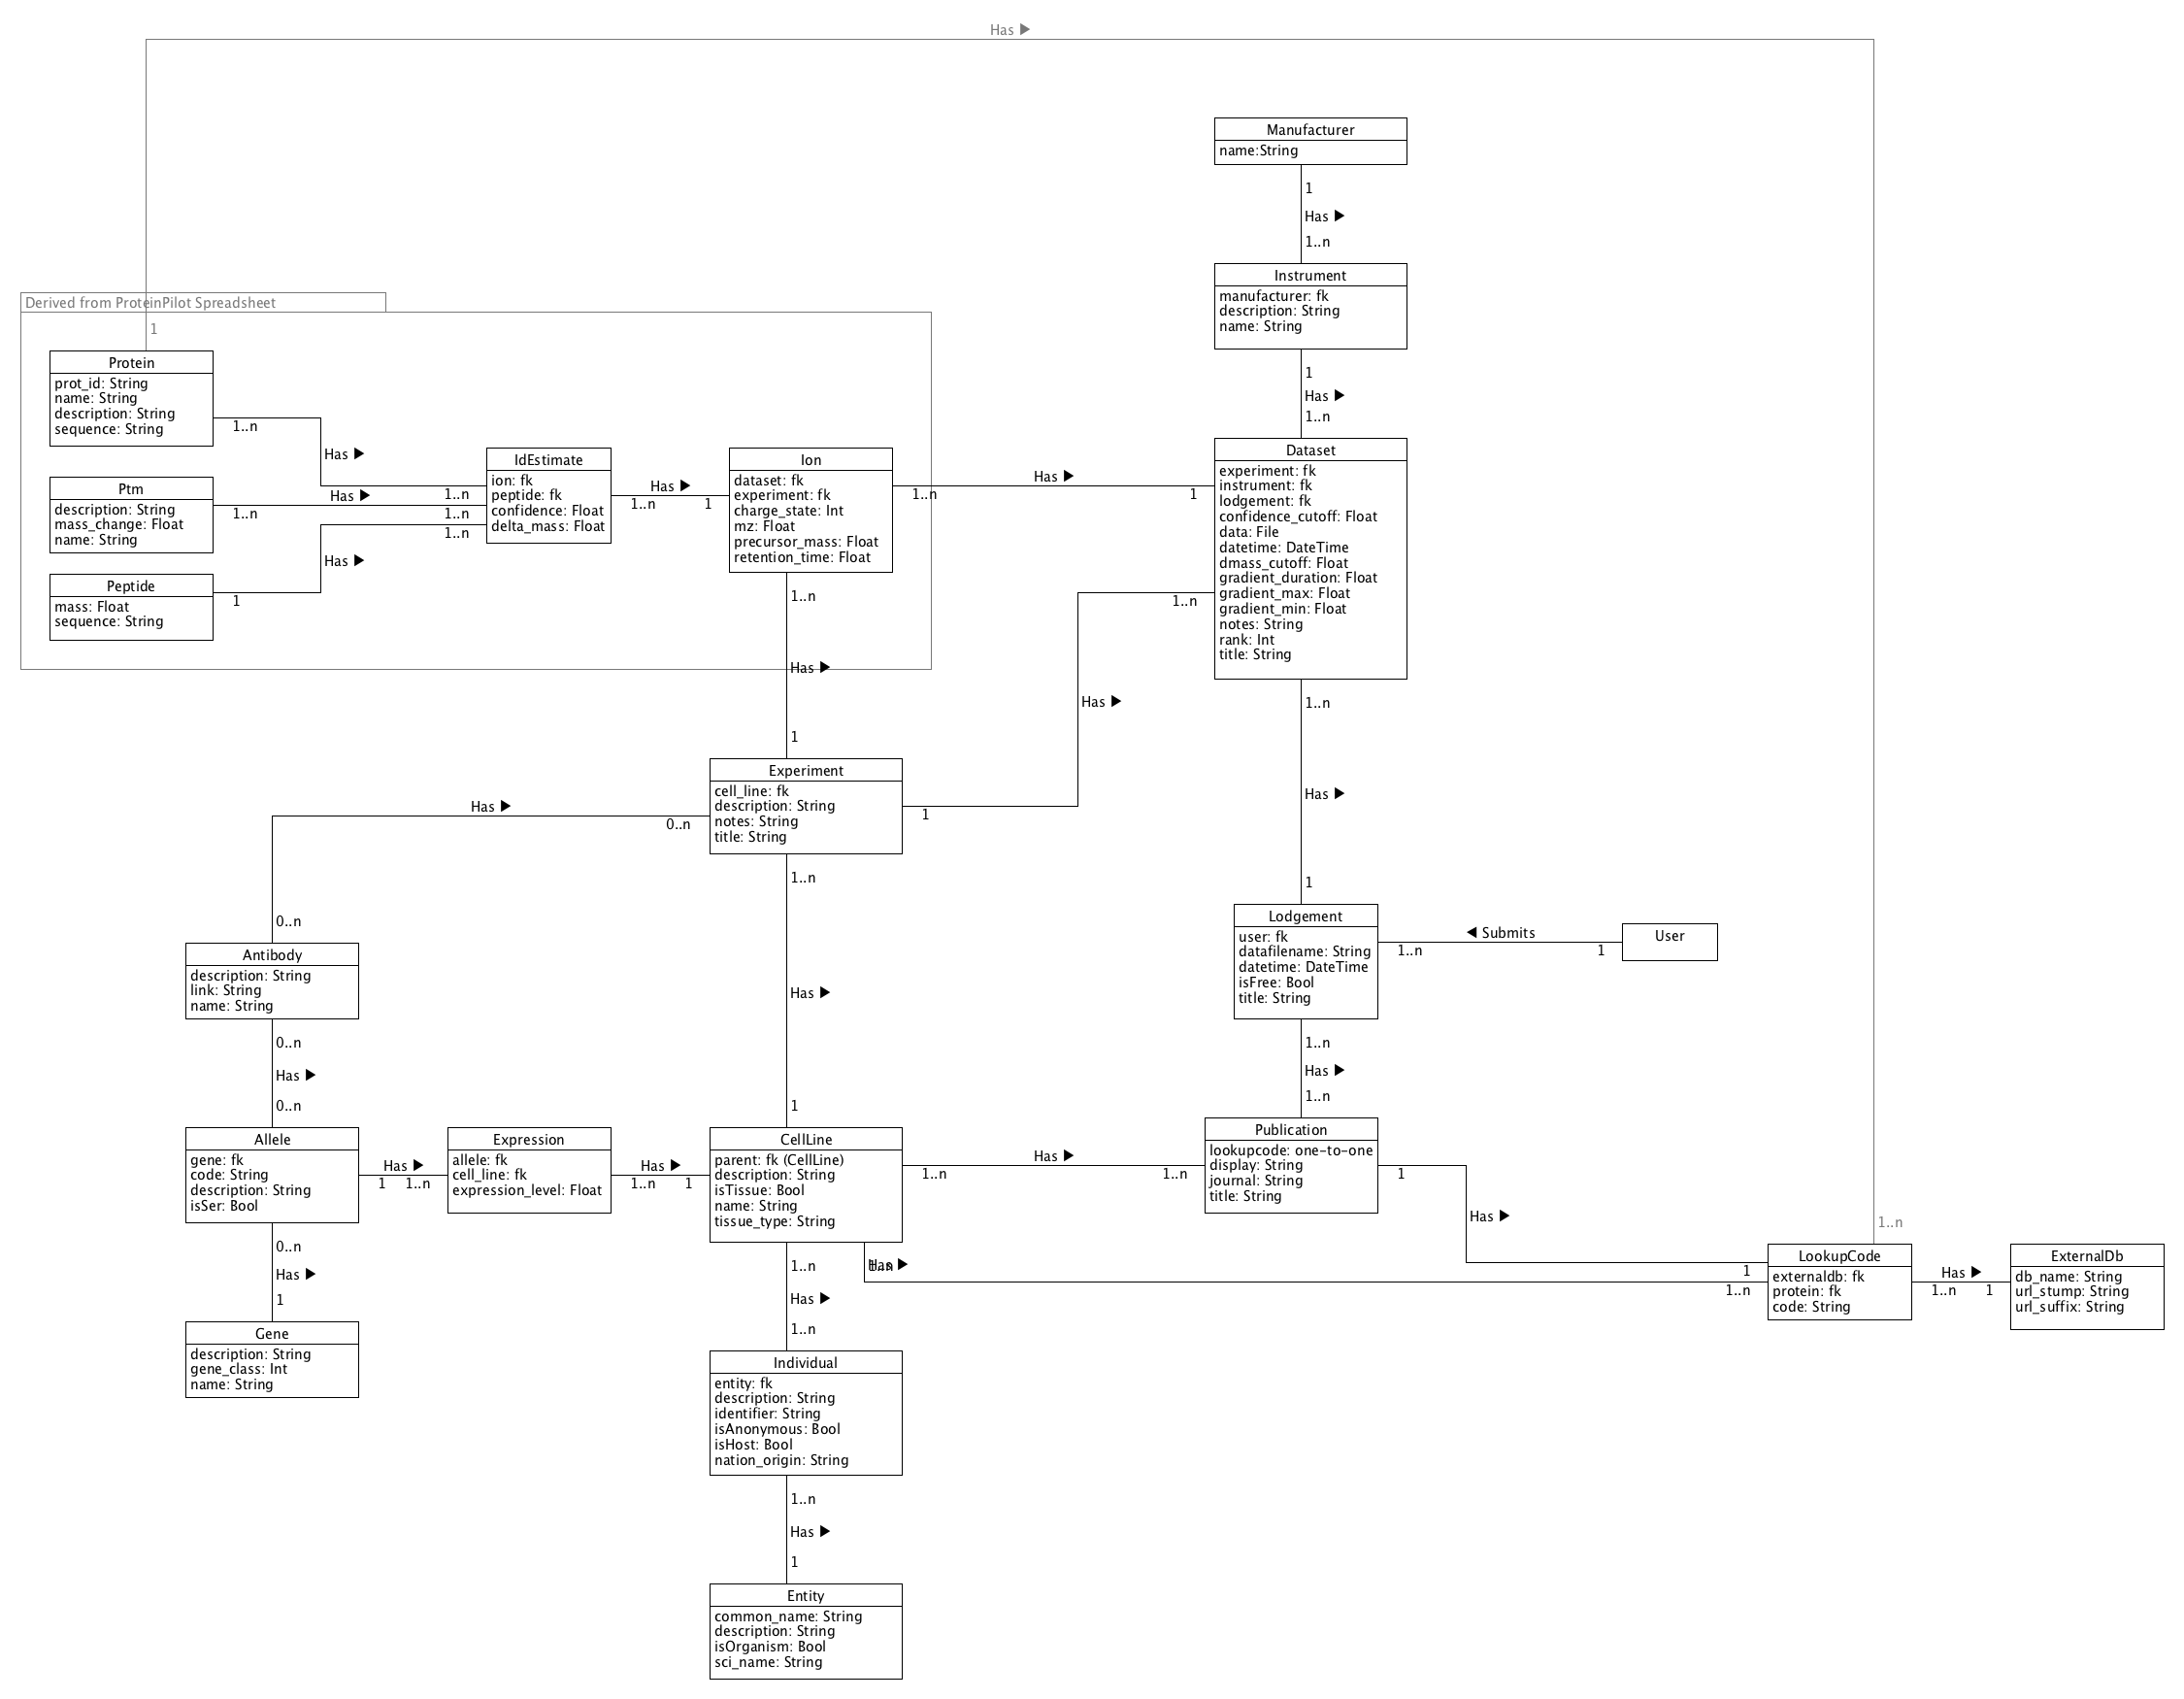 Has ▶
Manufacturer
name:String
1
Has ▶
1..n
Instrument
manufacturer: fk
description: String
name: String
1
Has ▶
1..n
Derived from ProteinPilot Spreadsheet
1
Protein
prot_id: String
name: String
description: String
sequence: String
1..n
Has ▶
1..n
Ptm
description: String
mass_change: Float
name: String
1..n
Has ▶
1..n
Peptide
mass: Float
sequence: String
1
Has ▶
1..n
IdEstimate
ion: fk
peptide: fk
confidence: Float
delta_mass: Float
Has ▶
1..n
1
Ion
dataset: fk
experiment: fk
charge_state: Int
mz: Float
precursor_mass: Float
retention_time: Float
Has ▶
1..n
1
Dataset
experiment: fk
instrument: fk
lodgement: fk
confidence_cutoff: Float
data: File
datetime: DateTime
dmass_cutoff: Float
gradient_duration: Float
gradient_max: Float
gradient_min: Float
notes: String
rank: Int
title: String
1..n
Has ▶
1
1..n
Has ▶
1
1..n
Has ▶
1
Experiment
cell_line: fk
description: String
notes: String
title: String
Has ▶
0..n
0..n
1..n
Has ▶
1
Lodgement
user: fk
datafilename: String
datetime: DateTime
isFree: Bool
title: String
◀ Submits
1..n
1
User
Antibody
description: String
link: String
name: String
0..n
Has ▶
0..n
1..n
Has ▶
1..n
Allele
gene: fk
code: String
description: String
isSer: Bool
Has ▶
1
1..n
Expression
allele: fk
cell_line: fk
expression_level: Float
Has ▶
1..n
1
CellLine
parent: fk (CellLine)
description: String
isTissue: Bool
name: String
tissue_type: String
Has ▶
1..n
1..n
Publication
lookupcode: one-to-one
display: String
journal: String
title: String
1
Has ▶
1
1..n
Has ▶
1..n
1..n
LookupCode
externaldb: fk
protein: fk
code: String
Has ▶
1..n
1
ExternalDb
db_name: String
url_stump: String
url_suffix: String
0..n
Has ▶
1
Gene
description: String
gene_class: Int
name: String
1..n
Has ▶
1..n
Individual
entity: fk
description: String
identifier: String
isAnonymous: Bool
isHost: Bool
nation_origin: String
1..n
Has ▶
1
Entity
common_name: String
description: String
isOrganism: Bool
sci_name: String